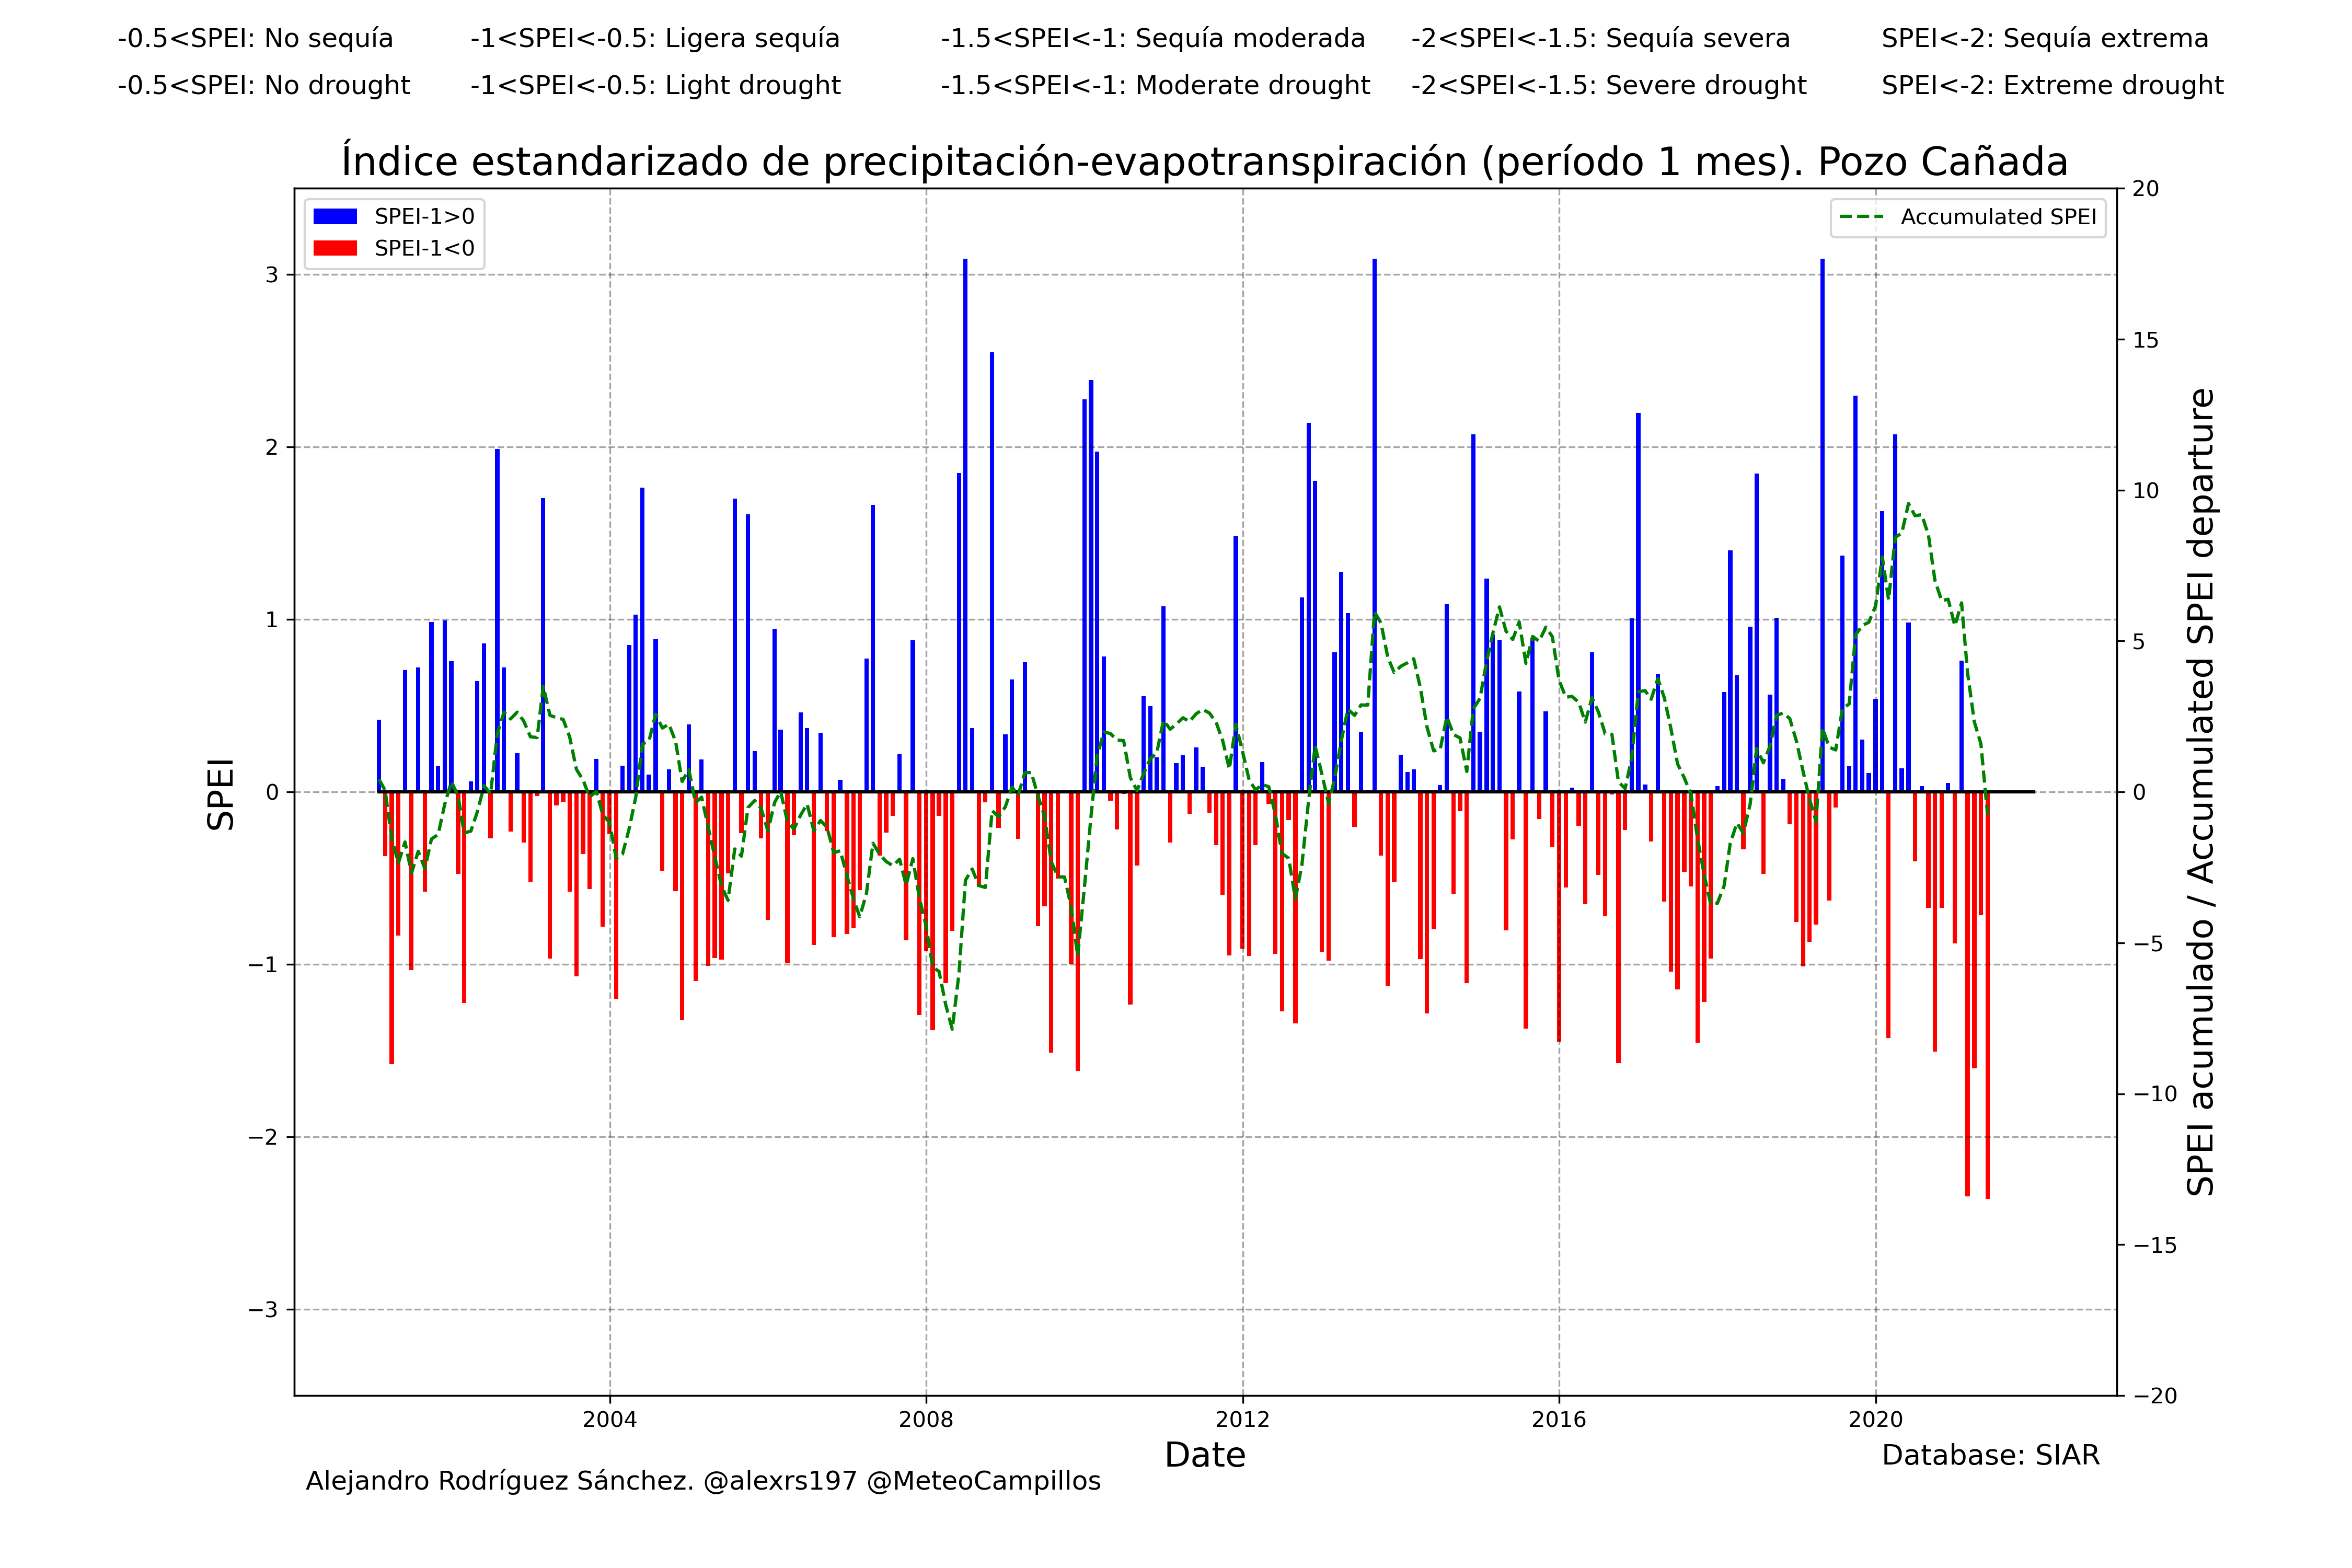 -0.5<SPEI: No sequía -1<SPEI<-0.5: Ligera sequía -1.5<SPEI<-1: Sequía moderada -2<SPEI<-1.5: Sequía severa SPEI<-2: Sequía extrema
-0.5<SPEI: No drought -1<SPEI<-0.5: Light drought -1.5<SPEI<-1: Moderate drought -2<SPEI<-1.5: Severe drought SPEI<-2: Extreme drought
Índice estandarizado de precipitación-evapotranspiración (período 1 mes). Pozo Cañada
SPEI-1>0
SPEI-1<0
Accumulated SPEI
SPEI
3
2
1
0
−1
−2
−3
20
15
10
5
0
−5
−10
−15
−20
SPEI acumulado / Accumulated SPEI departure
2004 2008 2012 2016 2020
Date
Database: SIAR
Alejandro Rodríguez Sánchez. @alexrs197 @MeteoCampillos